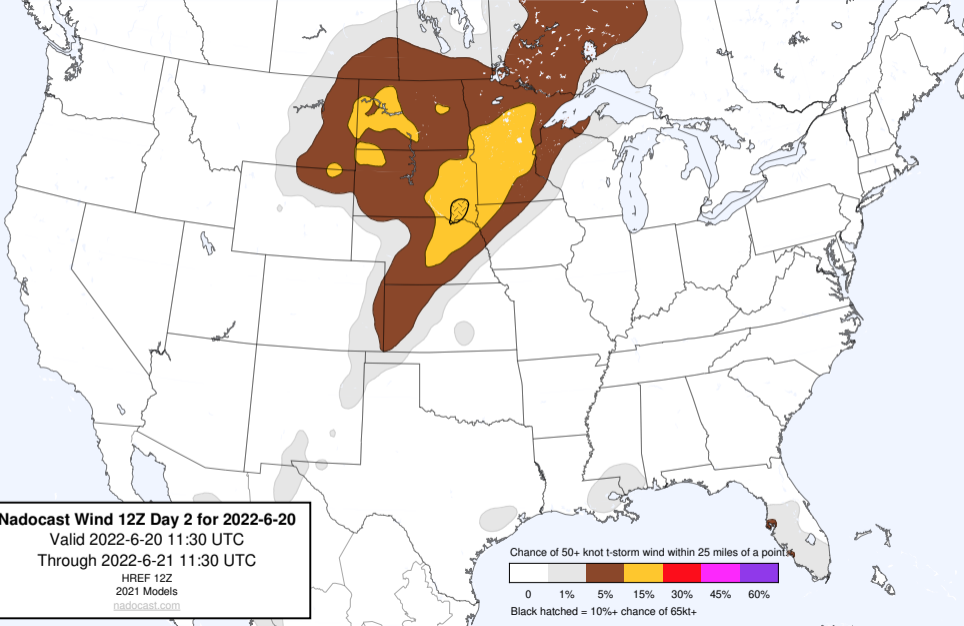 Nadocast Wind 12Z Day 2 for 2022-6-20
Valid 2022-6-20 11:30 UTC
Through 2022-6-21 11:30 UTC
HREF 12Z
2021 Models
nadocast.com
Chance of 50+ knot t-storm wind within 25 miles of a point.
0 1% 5% 15% 30% 45% 60%
Black hatched = 10%+ chance of 65kt+